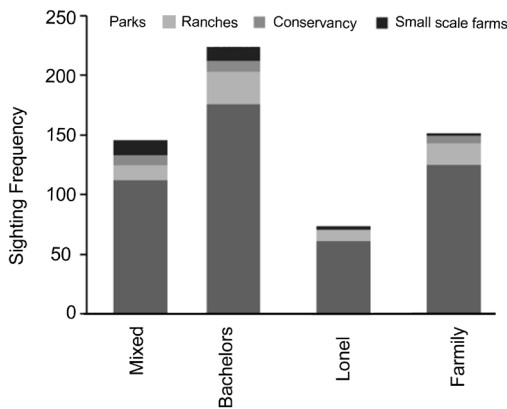 250
Parks Ranches Conservancy Small scale farms
200
150
100
50
0
Sighting Frequency
Mixed
Bachelors
Lonel
Farmily